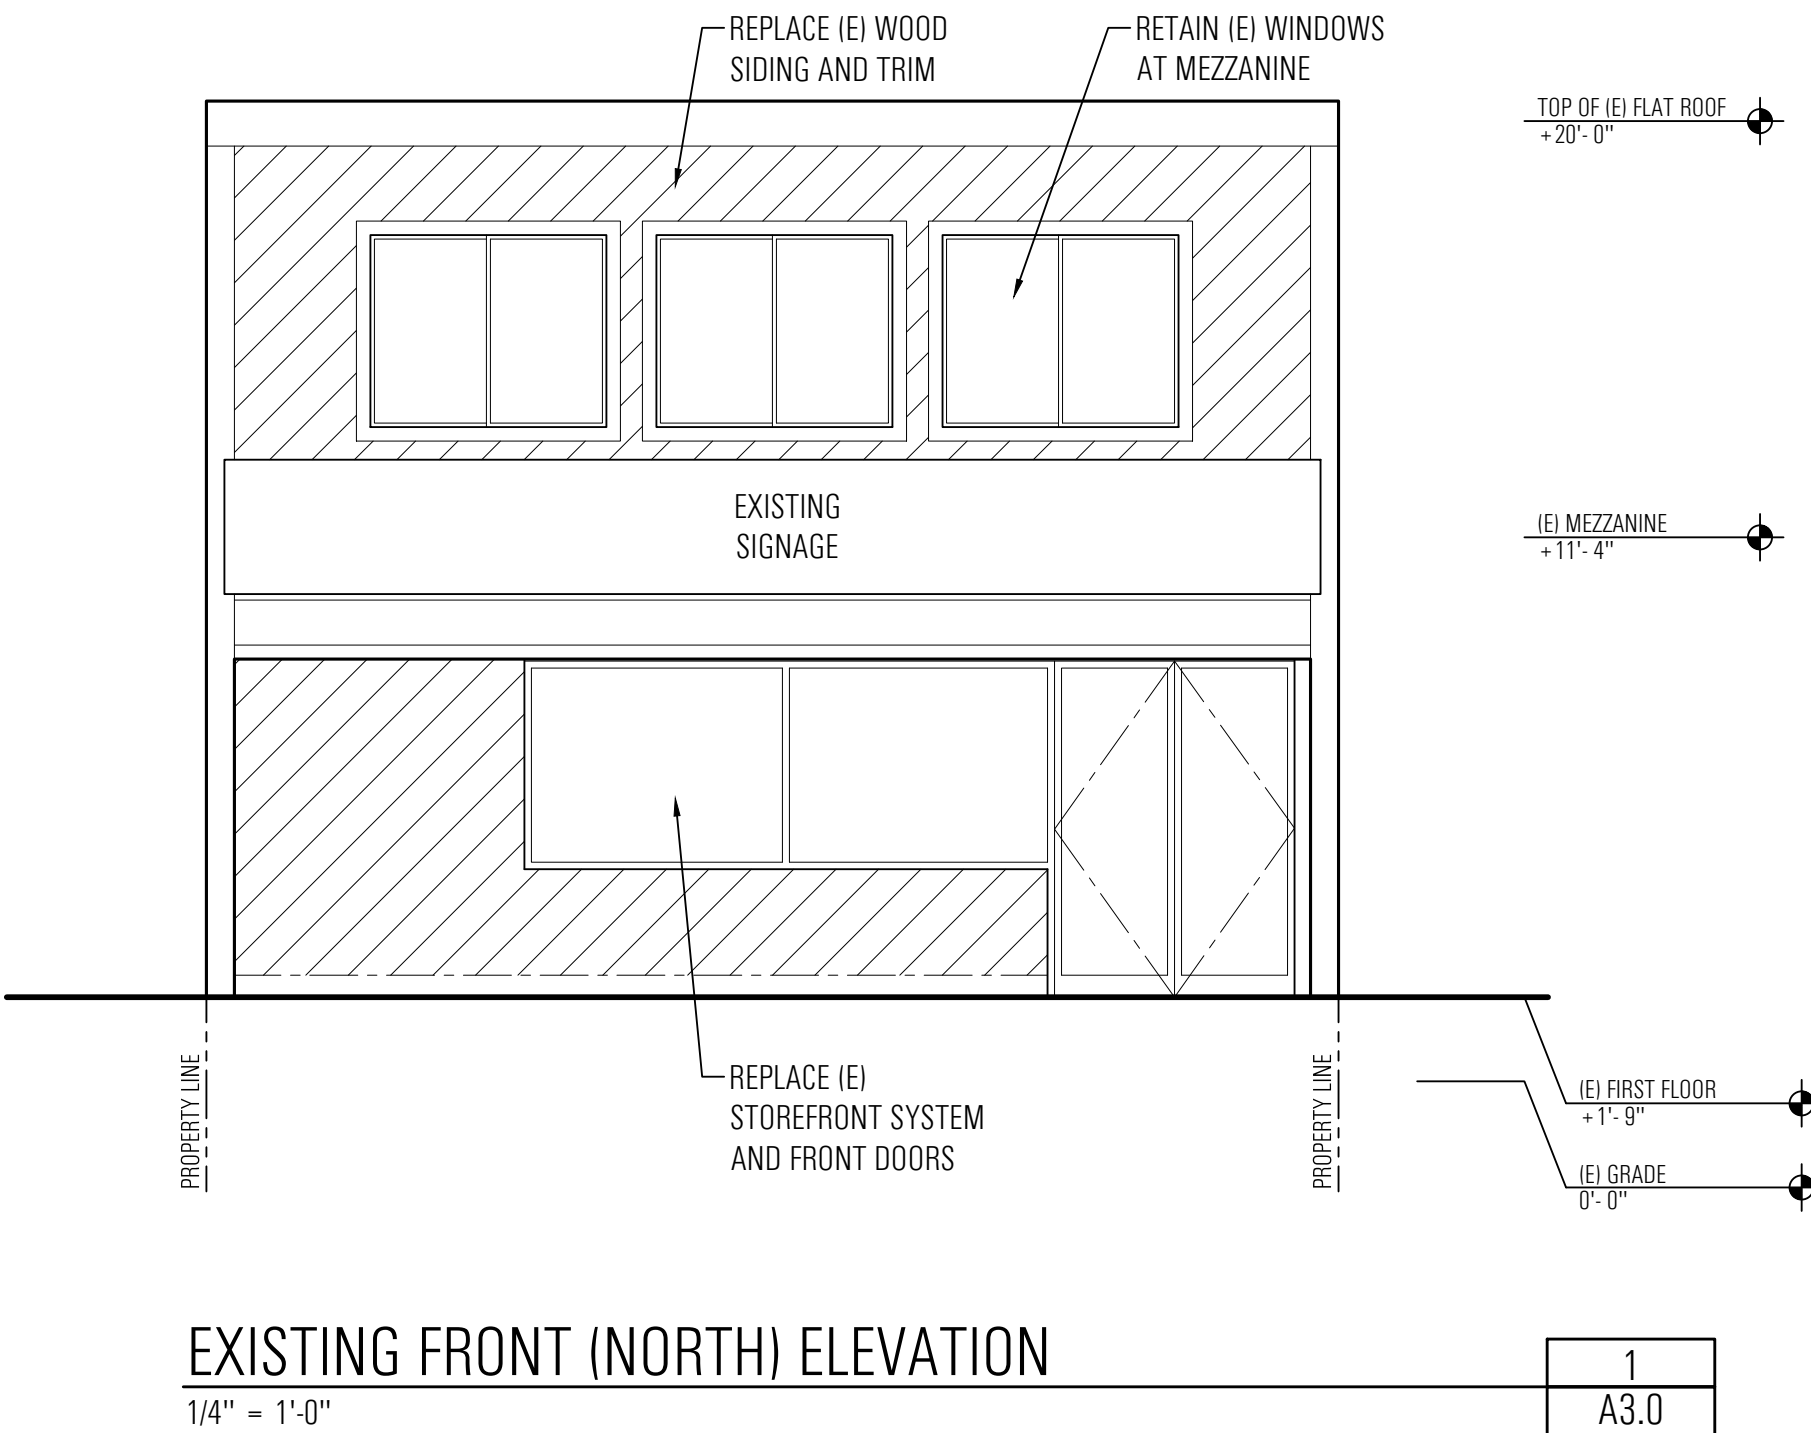 REPLACE (E) WOOD
SIDING AND TRIM
RETAIN (E) WINDOWS
AT MEZZANINE
TOP OF (E) FLAT ROOF
+20'- 0"
EXISTING
SIGNAGE
(E) MEZZANINE
+11'- 4"
PROPERTY LINE
REPLACE (E)
STOREFRONT SYSTEM
AND FRONT DOORS
PROPERTY LINE
(E) FIRST FLOOR
+1'- 9"
(E) GRADE
0'- 0"
EXISTING FRONT (NORTH) ELEVATION
1/4" = 1'-0"
1
A3.0